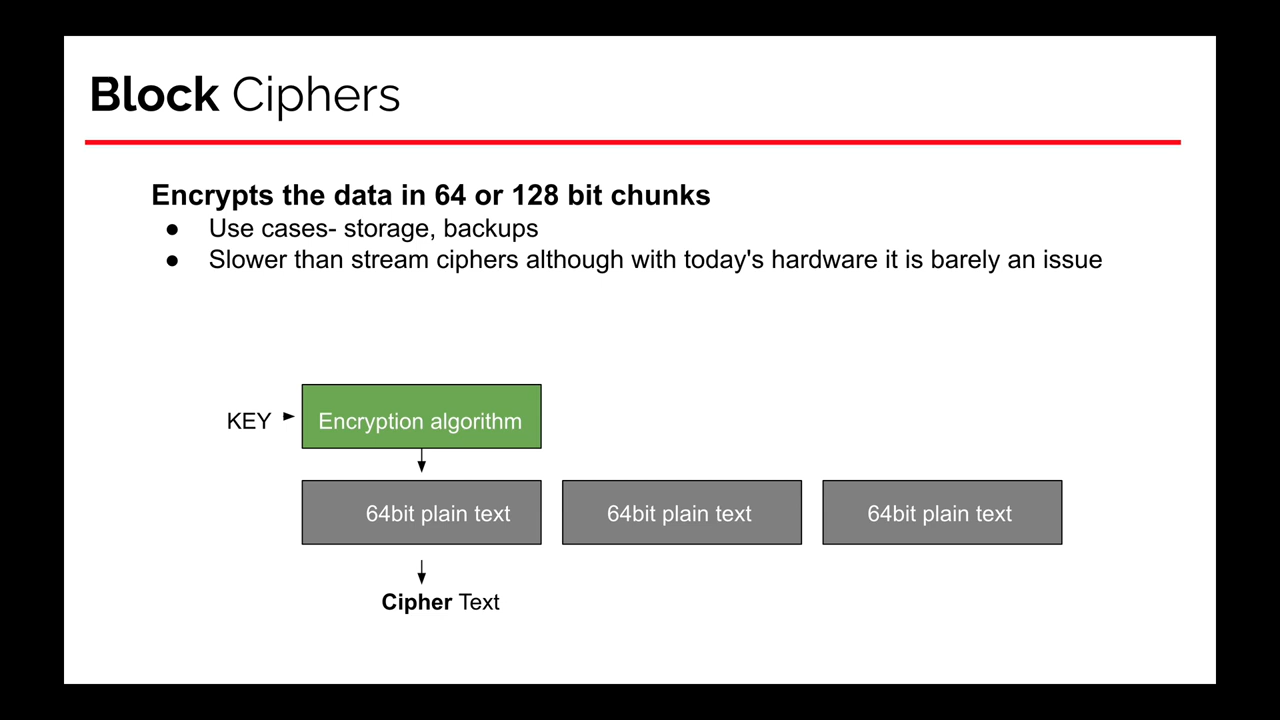 Block Ciphers
Encrypts the data in 64 or 128 bit chunks
● Use cases- storage, backups
● Slower than stream ciphers although with today's hardware it is barely an issue
KEY
Encryption algorithm
64bit plain text
64bit plain text
64bit plain text
Cipher Text